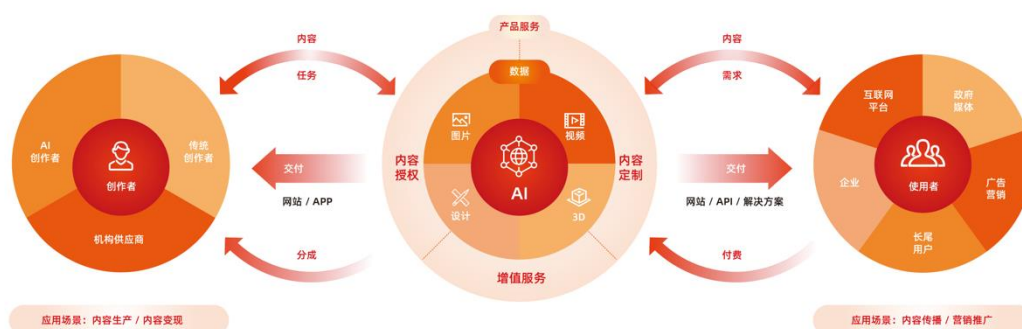 产品服务
内容
任务
内容
需求
数据
图片
视频
设计
3D
AI
内容
授权
内容
定制
增值服务
AI
创作者
传统
创作者
创作者
机构供应商
交付
网站 / APP
分成
交付
网站 / API / 解决方案
付费
互联网
平台
政府
媒体
企业
使用者
广告
营销
长尾
用户
应用场景：内容生产 / 内容变现
应用场景：内容传播 / 营销推广